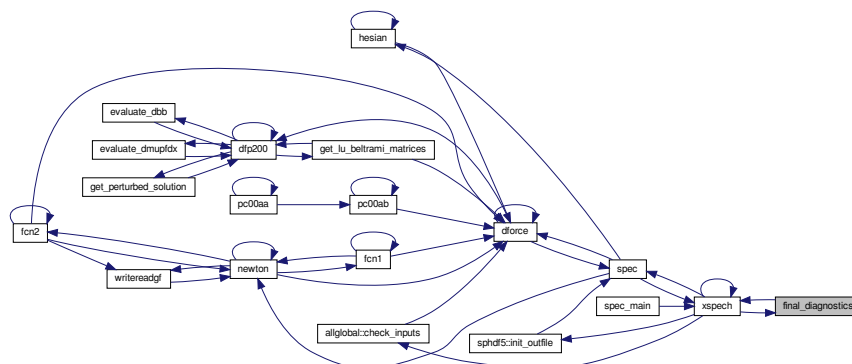 hesian
evaluate_dbb
evaluate_dmupfdx
dfp200
get_lu_beltrami_matrices
get_perturbed_solution
pc00aa
pc00ab
fcn2
dforce
newton
fcn1
writereadgf
spec
spec_main
xspech
final_diagnostics
allglobal::check_inputs
sphdf5::init_outfile